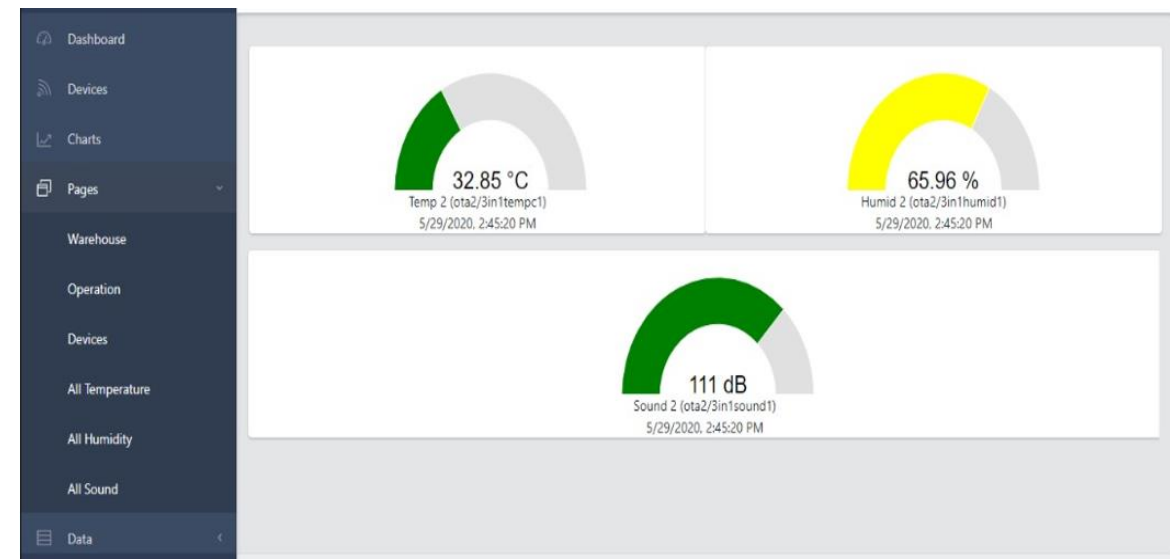 Dashboard
Devices
Charts
Pages
Warehouse
Operation
Devices
All Temperature
All Humidity
All Sound
Data
32.85 °C
Temp 2 (ota2/3in1tempc1)
5/29/2020, 2:45:20 PM
65.96 %
Humid 2 (ota2/3in1humid1)
5/29/2020, 2:45:20 PM
111 dB
Sound 2 (ota2/3in1sound1)
5/29/2020, 2:45:20 PM